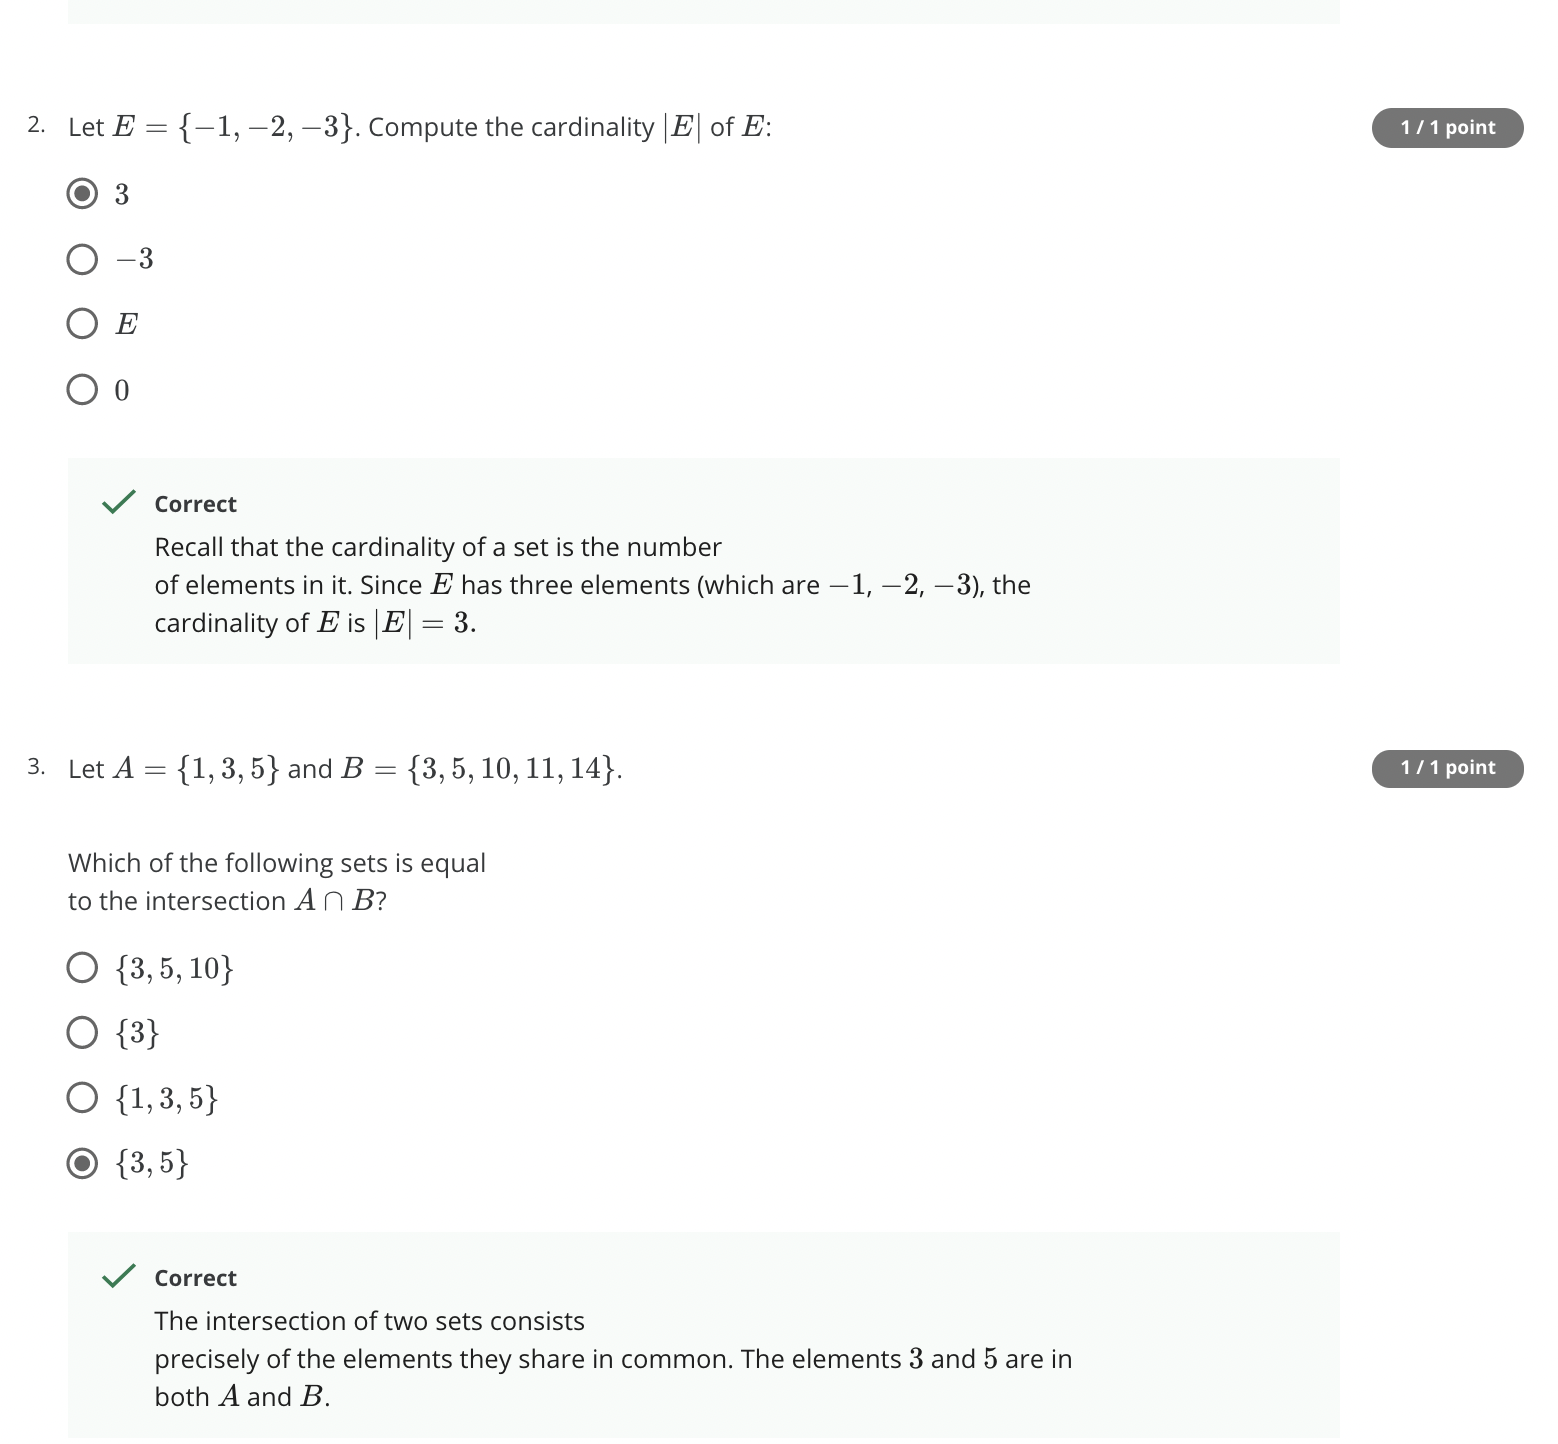 2. Let E = {−1, −2, −3}. Compute the cardinality |E| of E:
1 / 1 point
3
−3
E
0
Correct
Recall that the cardinality of a set is the number
of elements in it. Since E has three elements (which are −1, −2, −3), the
cardinality of E is |E| = 3.
3. Let A = {1, 3, 5} and B = {3, 5, 10, 11, 14}.
1 / 1 point
Which of the following sets is equal
to the intersection A ∩ B?
{3, 5, 10}
{3}
{1, 3, 5}
{3, 5}
Correct
The intersection of two sets consists
precisely of the elements they share in common. The elements 3 and 5 are in
both A and B.